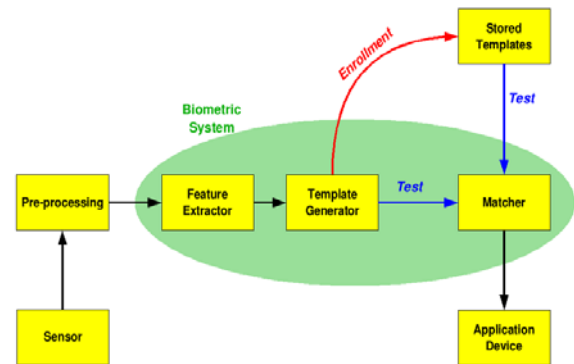 Stored
Templates
Enrollment
Test
Biometric
System
Pre-processing
Feature
Extractor
Template
Generator
Test
Matcher
Sensor
Application
Device